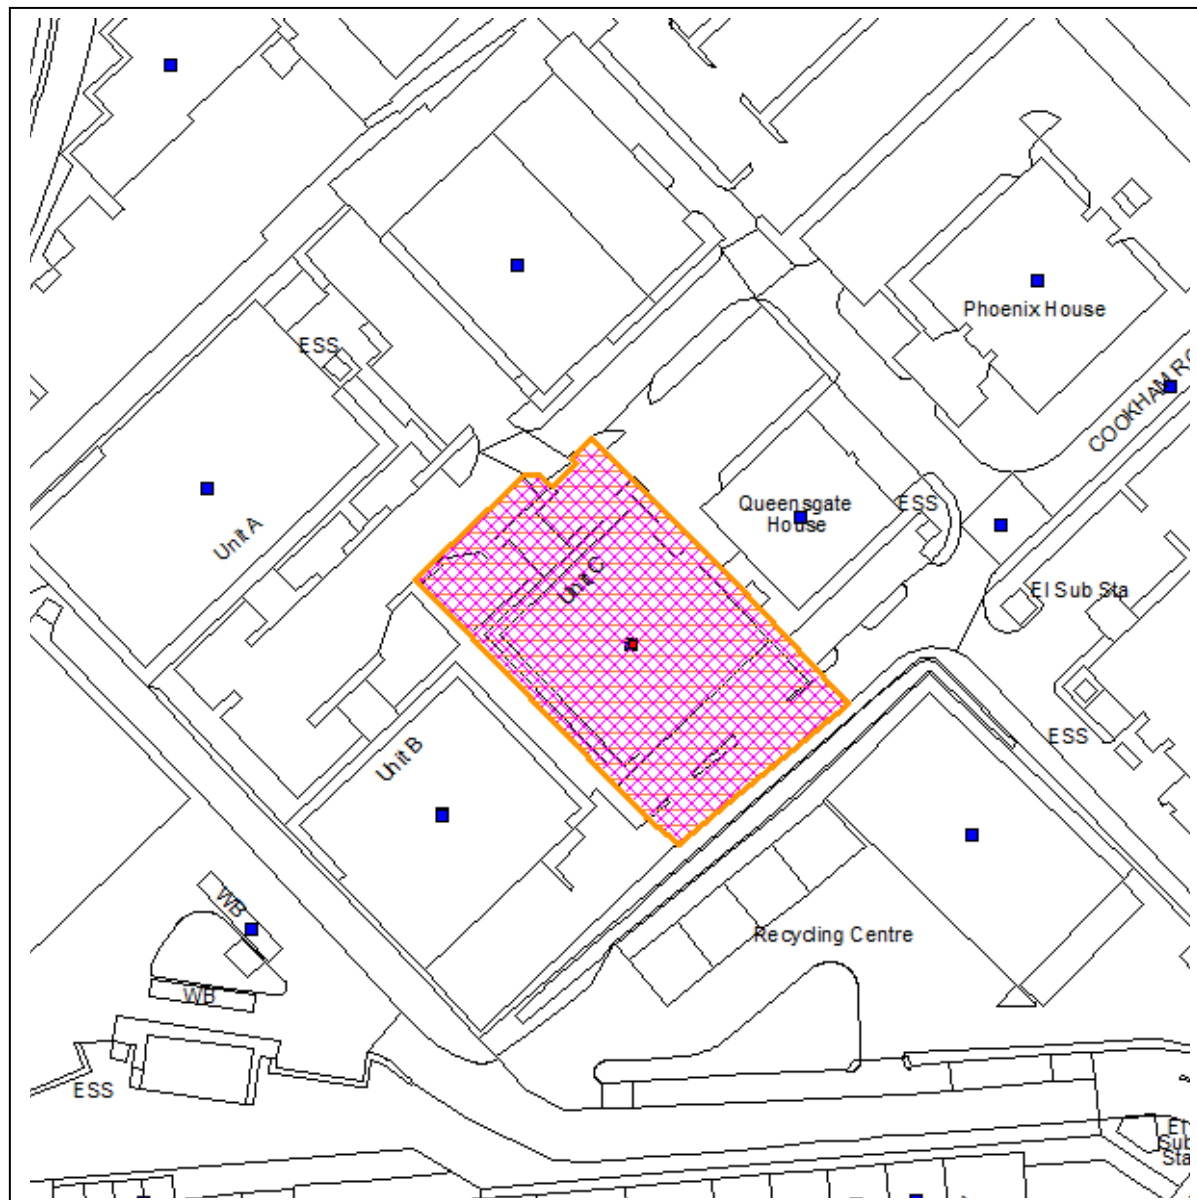 Phoenix House
ESS
COOKHAM RO
Queensgate
House
ESS
Unit A
Unit C
El Sub Sta
ESS
Unit B
WB
Recycling Centre
WB
ESS
El
Sub
Sta